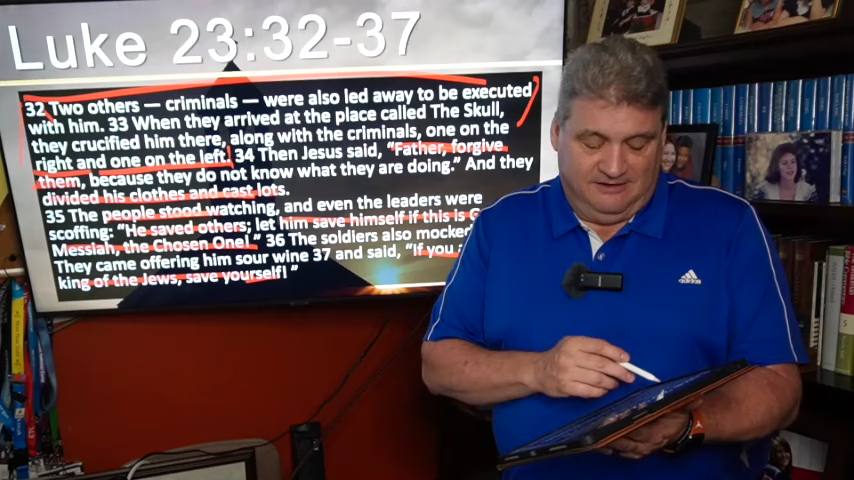 Luke 23:32-37
32 Two others — criminals — were also led away to be executed
with him. 33 When they arrived at the place called The Skull,
they crucified him there, along with the criminals, one on the
right and one on the left. 34 Then Jesus said, “Father, forgive
them, because they do not know what they are doing.” And they
divided his clothes and cast lots.
35 The people stood watching, and even the leaders were
scoffing: “He saved others; let him save himself if this is
Messiah, the Chosen One! ” 36 The soldiers also mocked
They came offering him sour wine 37 and said, “If you
king of the Jews, save yourself! ”
adidas